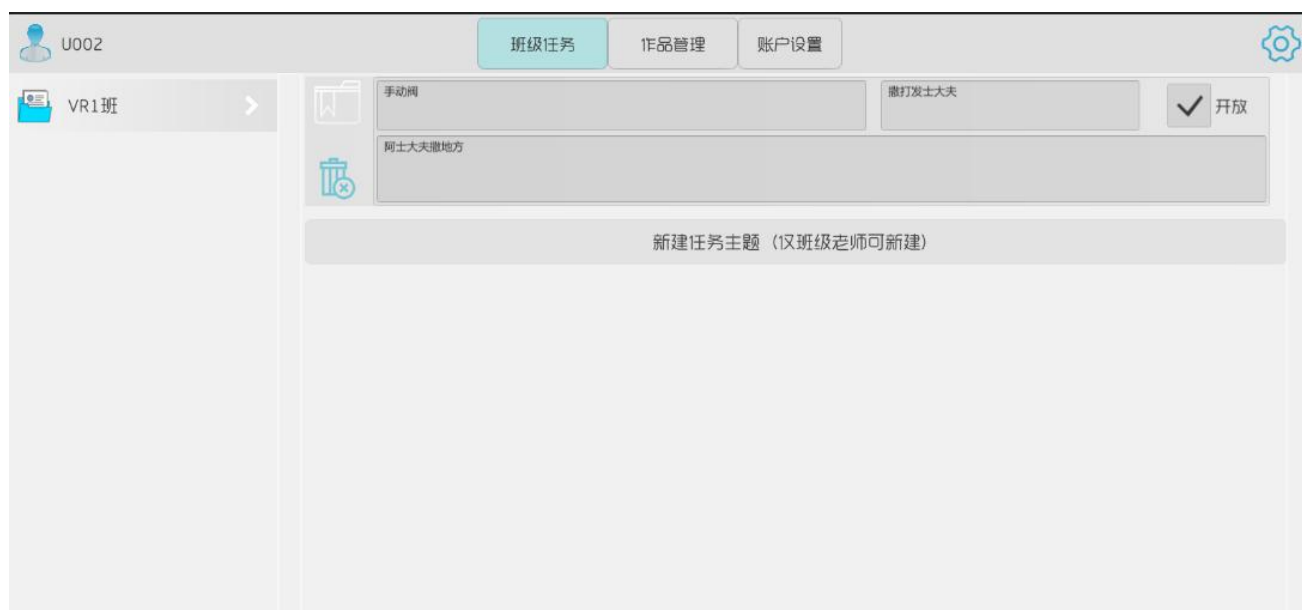 U002
班级任务
作品管理
账户设置
VR1班
手动阀
撒打发士大夫
开放
阿士大夫撒地方
新建任务主题（仅班级老师可新建）